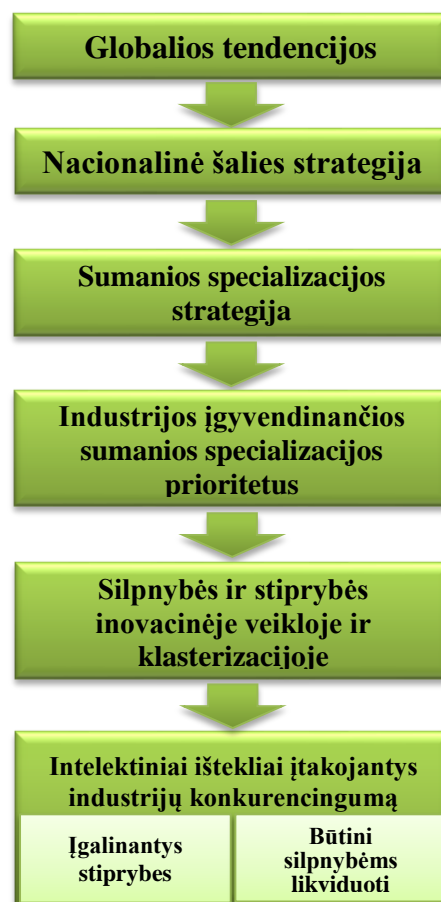 Globalios tendencijos
Nacionalinė šalies strategija
Sumanios specializacijos
strategija
Industrijos įgyvendinančios
sumanios specializacijos
prioritetus
Silpnybės ir stiprybės
inovacinėje veikloje ir
klasterizacijoje
Intelektiniai ištekliai įtakojantys
industrijų konkurencingumą
Įgalinantys
stiprybes
Būtini
silpnybėms
likviduoti